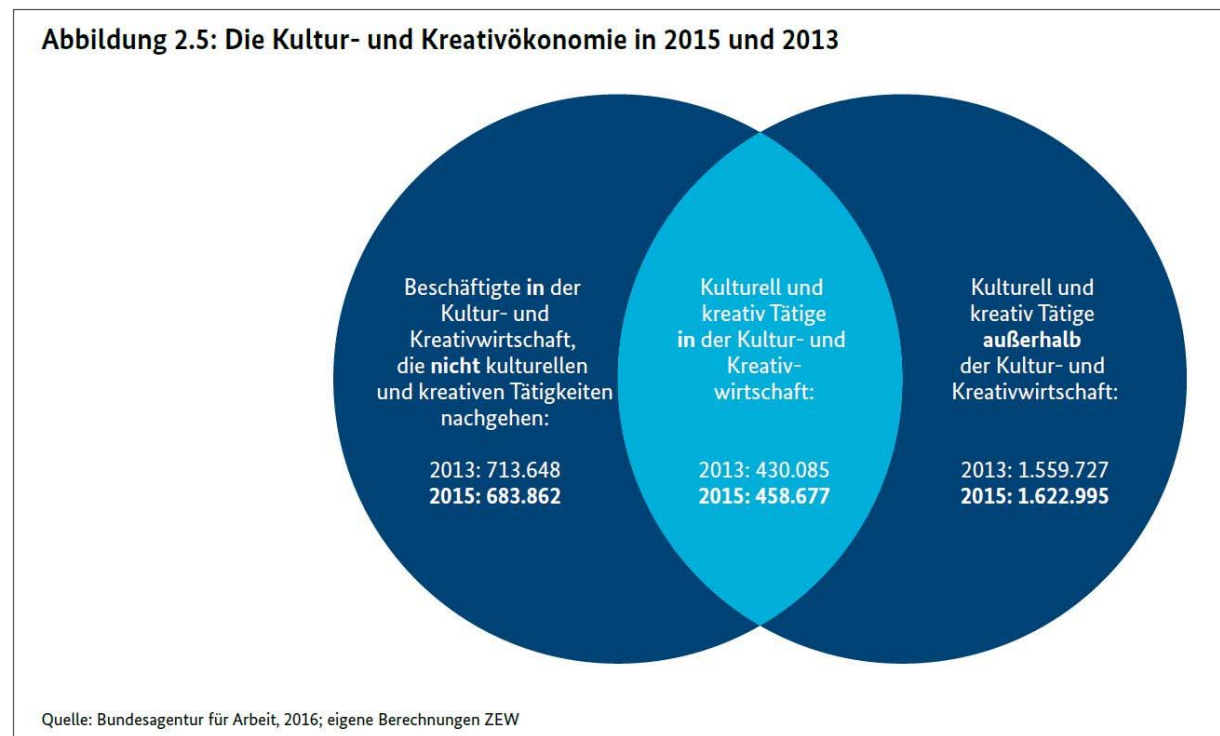 Abbildung 2.5: Die Kultur- und Kreativökonomie in 2015 und 2013
Beschäftigte in der
Kultur- und
Kreativwirtschaft,
die nicht kulturellen
und kreativen Tätigkeiten
nachgehen:
2013: 713.648
2015: 683.862
Kulturell und
kreativ Tätige
in der Kultur- und
Kreativ-
wirtschaft:
2013: 430.085
2015: 458.677
Kulturell und
kreativ Tätige
außerhalb
der Kultur- und
Kreativwirtschaft:
2013: 1.559.727
2015: 1.622.995
Quelle: Bundesagentur für Arbeit, 2016; eigene Berechnungen ZEW